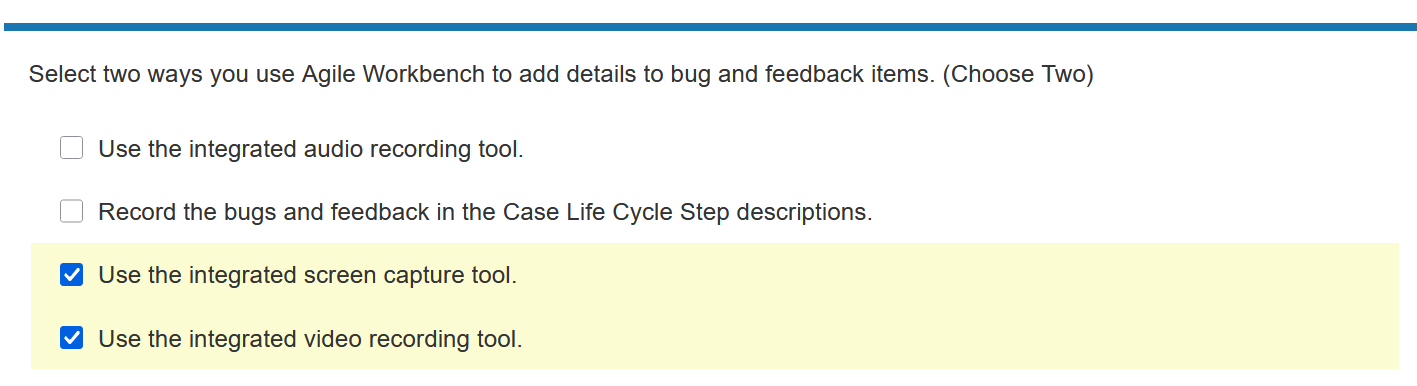 Select two ways you use Agile Workbench to add details to bug and feedback items. (Choose Two)
Use the integrated audio recording tool.
Record the bugs and feedback in the Case Life Cycle Step descriptions.
Use the integrated screen capture tool.
Use the integrated video recording tool.